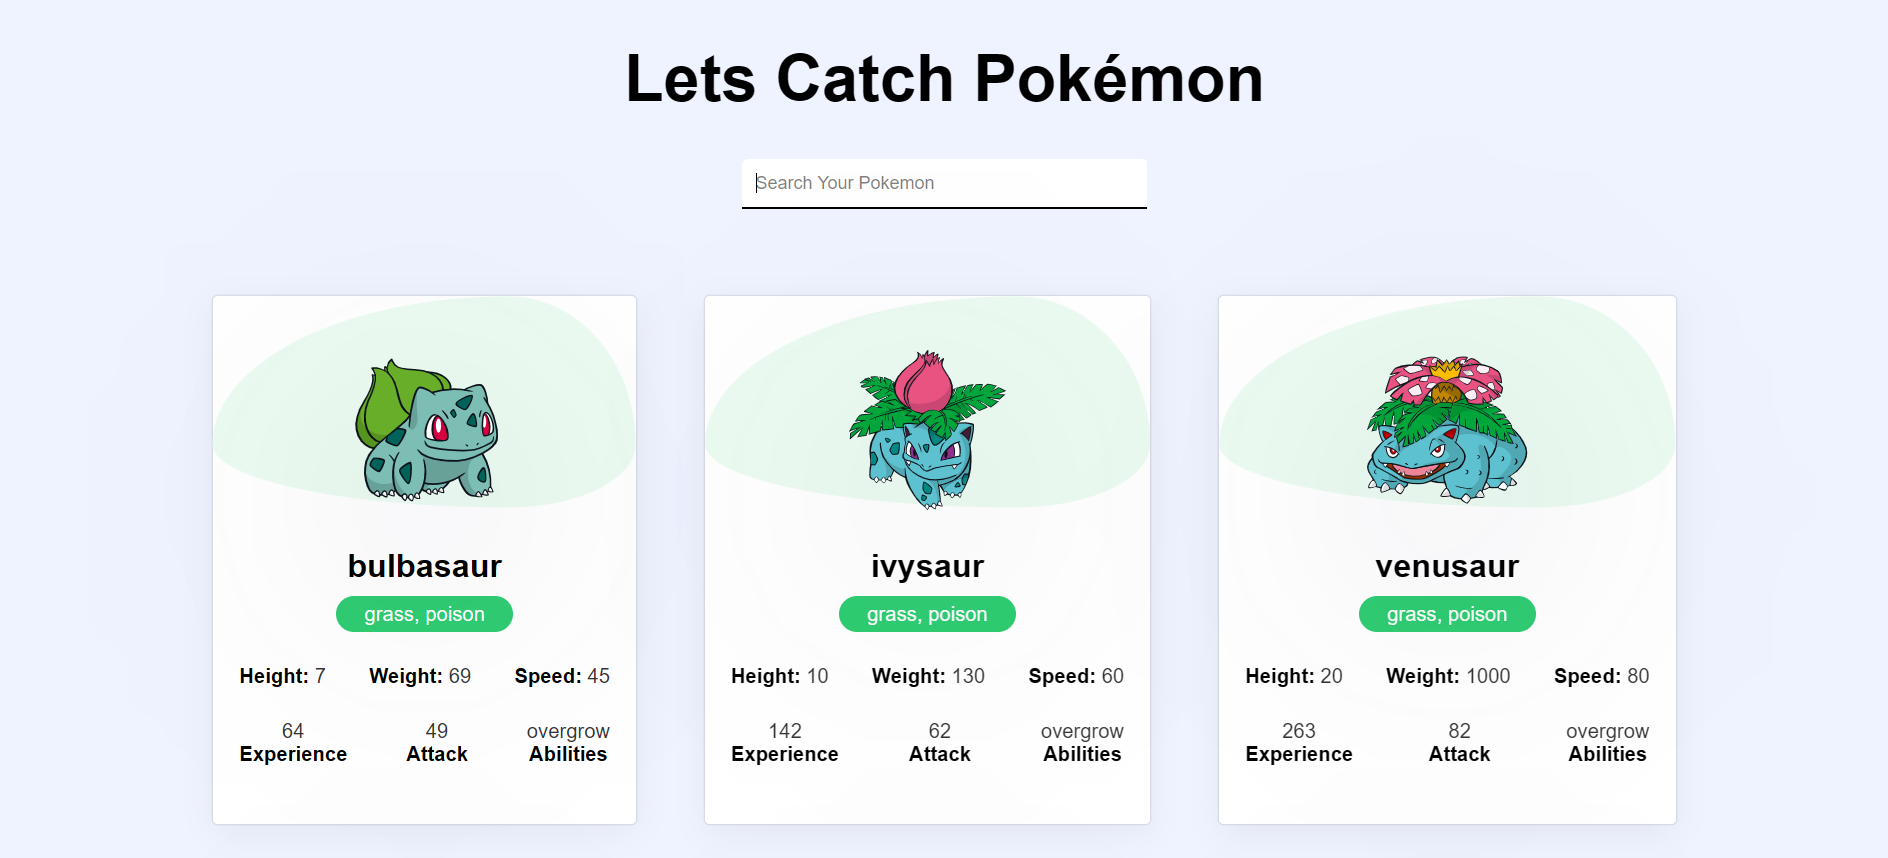 Lets Catch Pokémon
Search Your Pokemon
bulbasaur
grass, poison
Height: 7 Weight: 69 Speed: 45
64 49 overgrow
Experience Attack Abilities
ivysaur
grass, poison
Height: 10 Weight: 130 Speed: 60
142 62 overgrow
Experience Attack Abilities
venusaur
grass, poison
Height: 20 Weight: 1000 Speed: 80
263 82 overgrow
Experience Attack Abilities